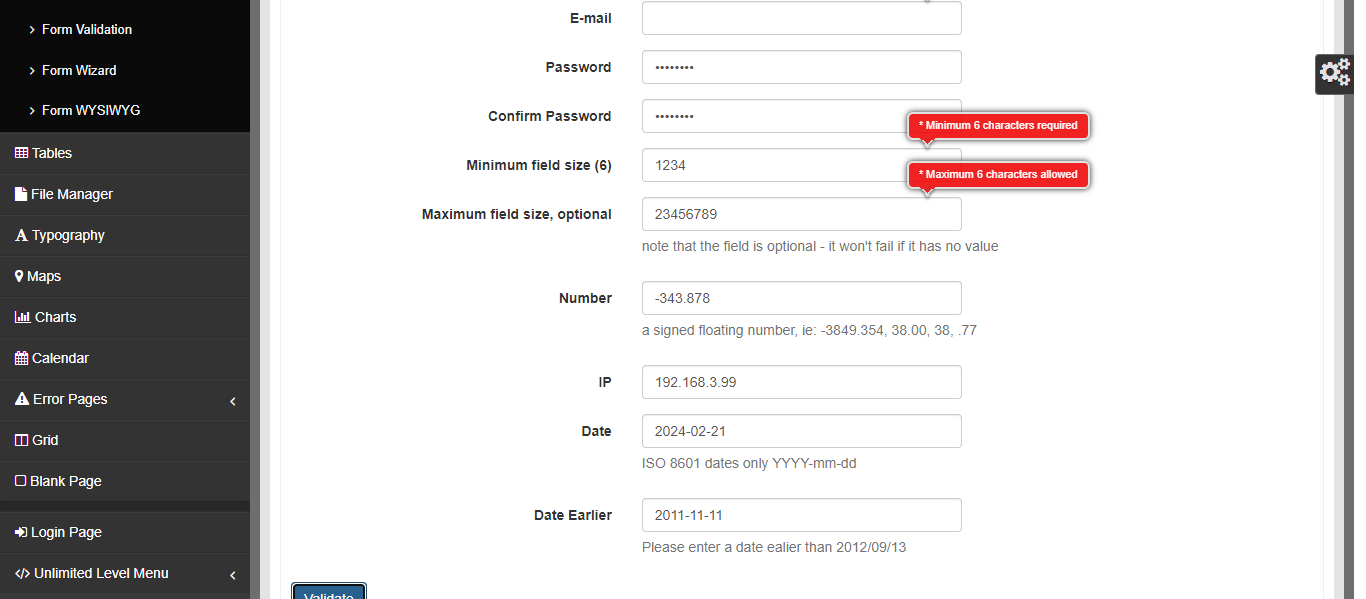 Form Validation
Form Wizard
Form WYSIWYG
Tables
File Manager
Typography
Maps
Charts
Calendar
Error Pages
Grid
Blank Page
Login Page
Unlimited Level Menu
E-mail
Password
••••••••
Confirm Password
••••••••
* Minimum 6 characters required
Minimum field size (6)
1234
* Maximum 6 characters allowed
Maximum field size, optional
23456789
note that the field is optional - it won't fail if it has no value
Number
-343.878
a signed floating number, ie: -3849.354, 38.00, 38, .77
IP
192.168.3.99
Date
2024-02-21
ISO 8601 dates only YYYY-mm-dd
Date Earlier
2011-11-11
Please enter a date ealier than 2012/09/13
Validate